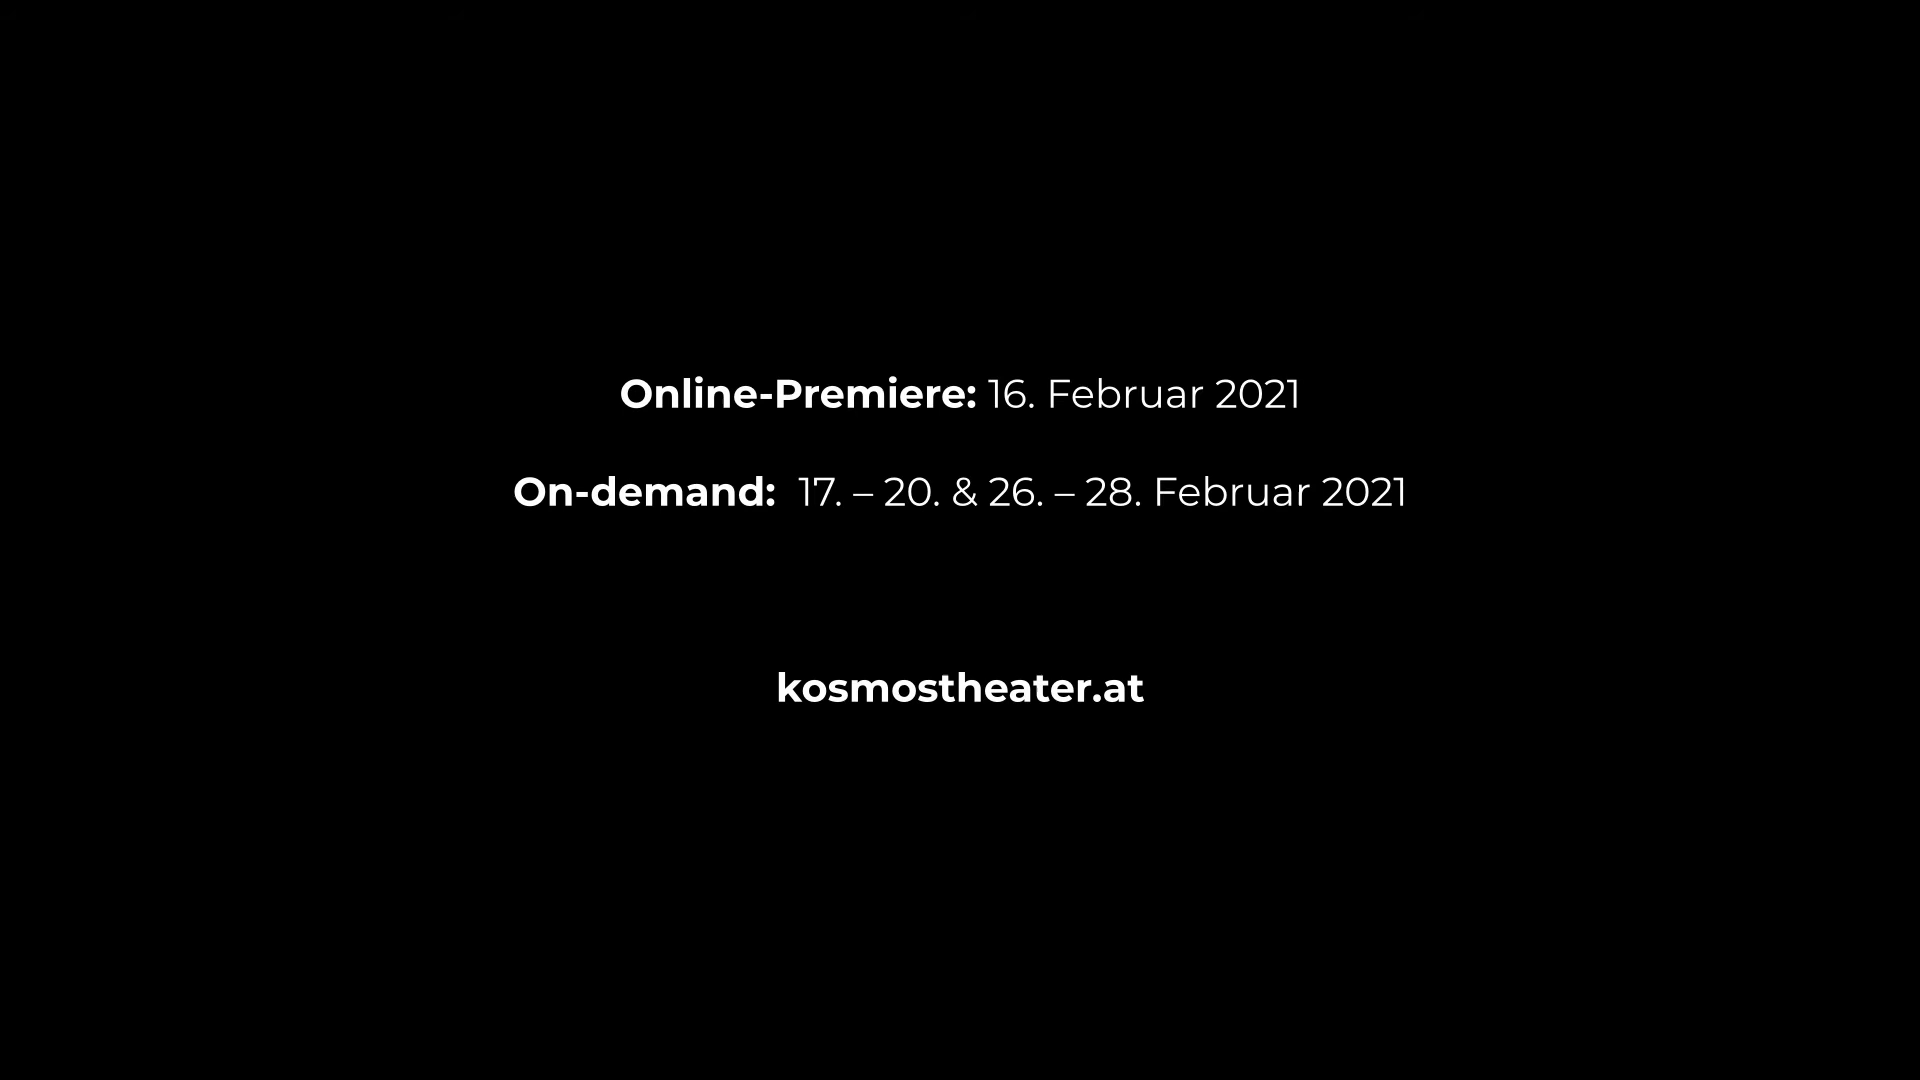 Online-Premiere: 16. Februar 2021
On-demand: 17. – 20. & 26. – 28. Februar 2021
kosmostheater.at